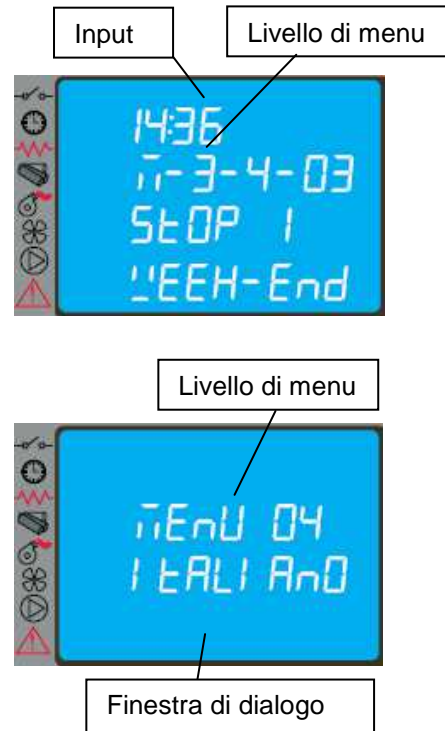 Input
Livello di menu
14:36
M-3-4-03
STOP 1
WEEK-End
Livello di menu
MEnU 04
ITALIAnO
Finestra di dialogo